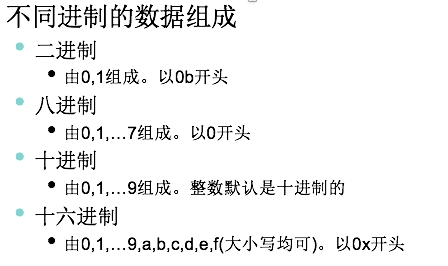 不同进制的数据组成
二进制
由0,1组成。以0b开头
八进制
由0,1,…7组成。以0开头
十进制
由0,1,…9组成。整数默认是十进制的
十六进制
由0,1,…9,a,b,c,d,e,f(大小写均可)。以0x开头